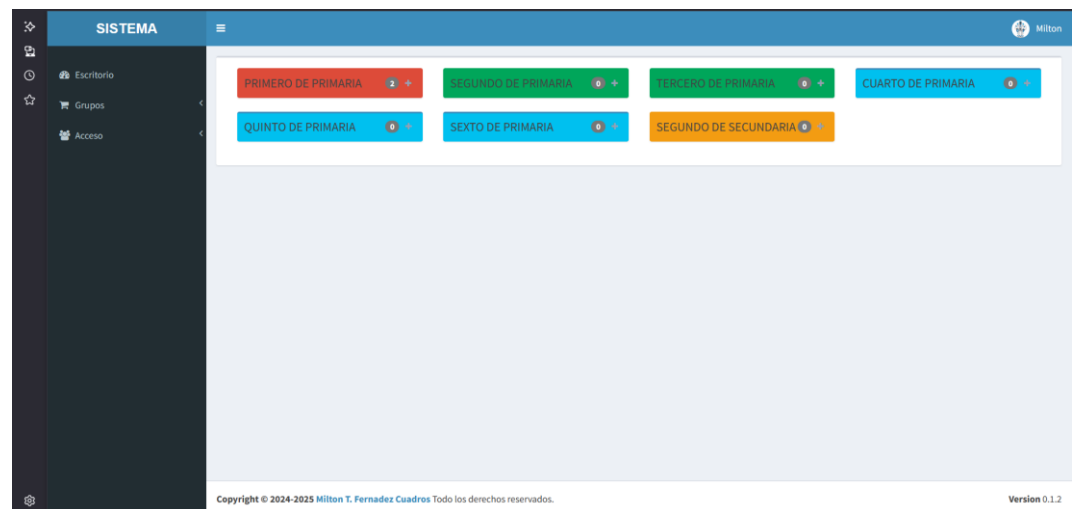 SISTEMA
Milton
Escritorio
Grupos
Acceso
PRIMERO DE PRIMARIA 2 +
SEGUNDO DE PRIMARIA 0 +
TERCERO DE PRIMARIA 0 +
CUARTO DE PRIMARIA 0 +
QUINTO DE PRIMARIA 0 +
SEXTO DE PRIMARIA 0 +
SEGUNDO DE SECUNDARIA 0 +
Copyright © 2024-2025 Milton T. Fernadez Cuadros Todo los derechos reservados.
Version 0.1.2